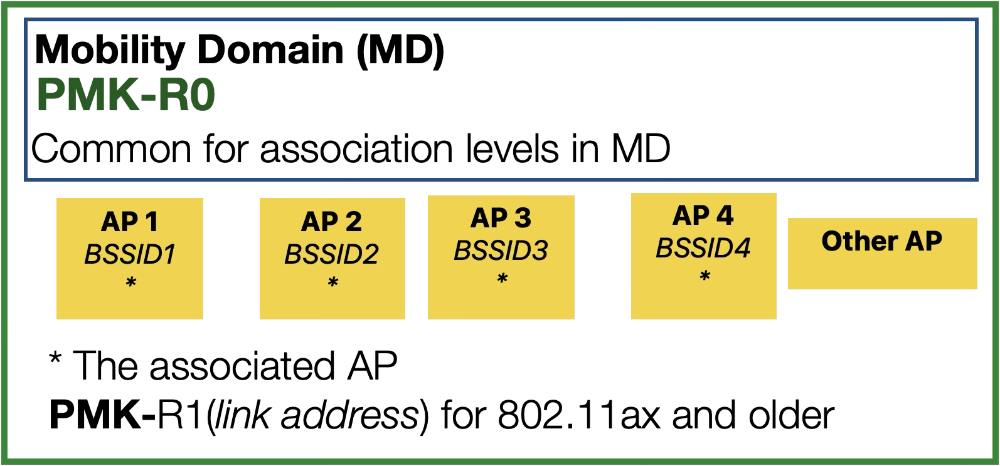 Mobility Domain (MD)
PMK-R0
Common for association levels in MD
AP 1
BSSID1
*
AP 2
BSSID2
*
AP 3
BSSID3
*
AP 4
BSSID4
*
Other AP
* The associated AP
PMK-R1(link address) for 802.11ax and older